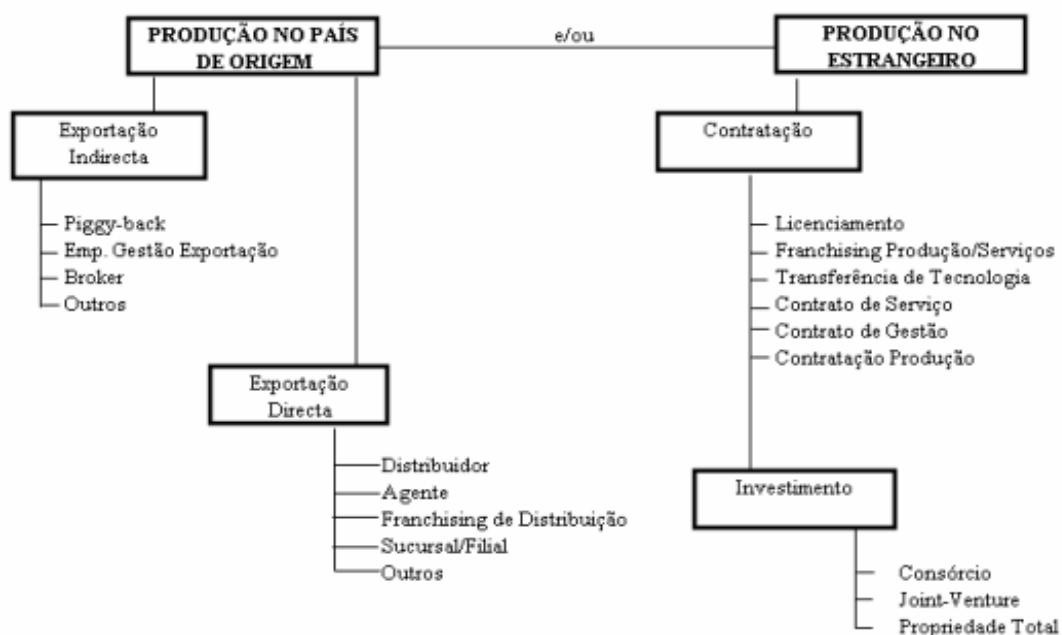 PRODUÇÃO NO PAÍS
DE ORIGEM
e/ou
PRODUÇÃO NO
ESTRANGEIRO
Exportação
Indirecta
Piggy-back
Emp. Gestão Exportação
Broker
Outros
Exportação
Directa
Distribuidor
Agente
Franchising de Distribuição
Sucursal/Filial
Outros
Contratação
Licenciamento
Franchising Produção/Serviços
Transferência de Tecnologia
Contrato de Serviço
Contrato de Gestão
Contratação Produção
Investimento
Consórcio
Joint-Venture
Propriedade Total